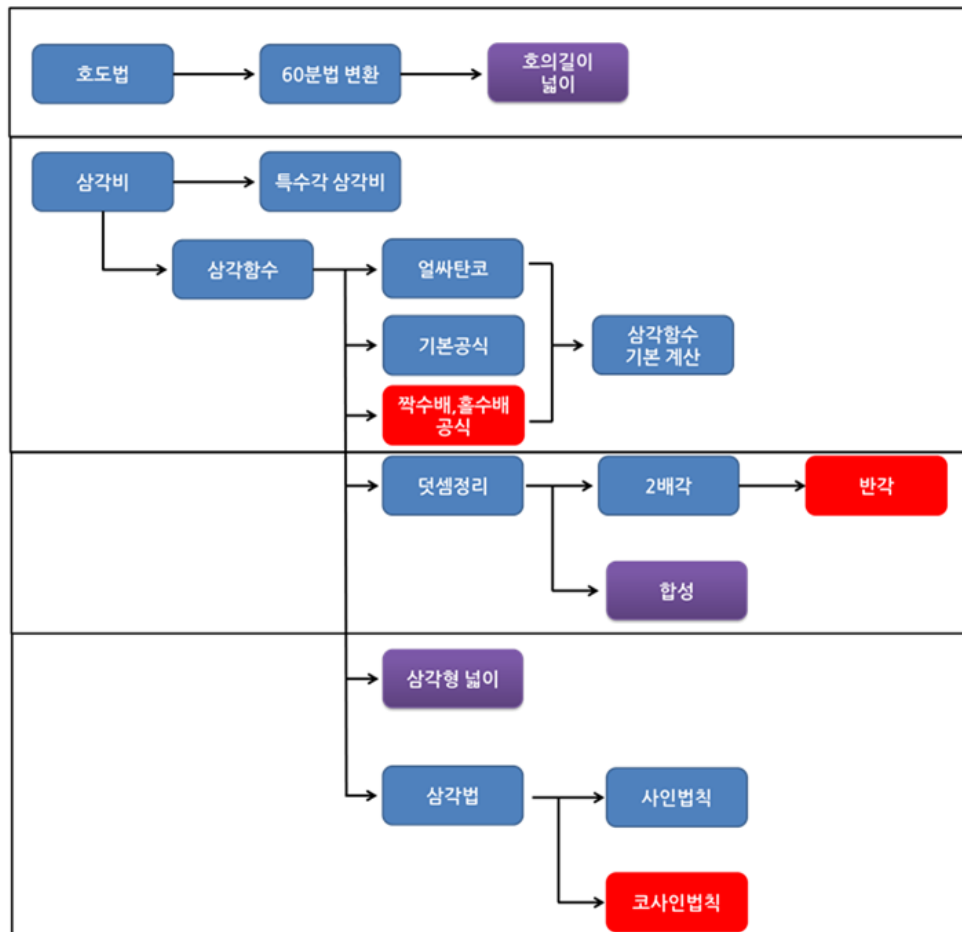 호도법
60분법 변환
호의길이
넓이
삼각비
특수각 삼각비
삼각함수
얼싸탄코
기본공식
삼각함수
기본 계산
짝수배,홀수배
공식
덧셈정리
2배각
반각
합성
삼각형 넓이
삼각법
사인법칙
코사인법칙